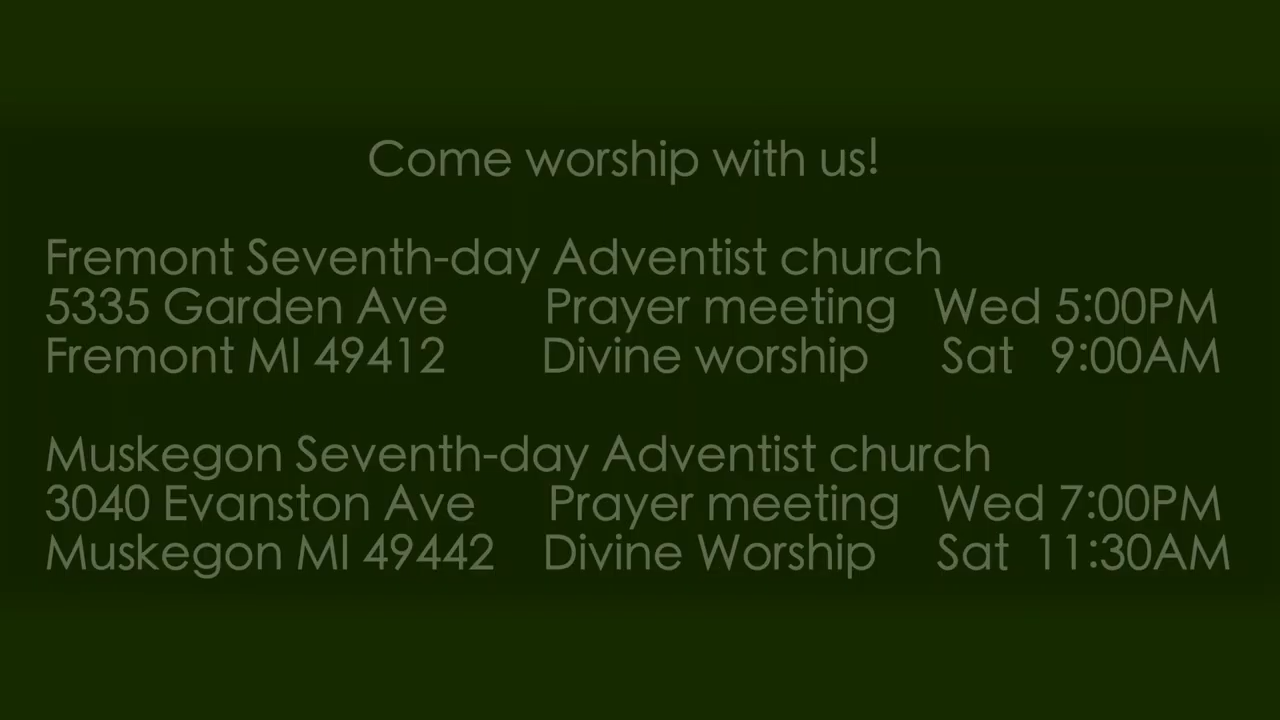 Come worship with us!
Fremont Seventh-day Adventist church
5335 Garden Ave Prayer meeting Wed 5:00PM
Fremont MI 49412 Divine worship Sat 9:00AM
Muskegon Seventh-day Adventist church
3040 Evanston Ave Prayer meeting Wed 7:00PM
Muskegon MI 49442 Divine Worship Sat 11:30AM